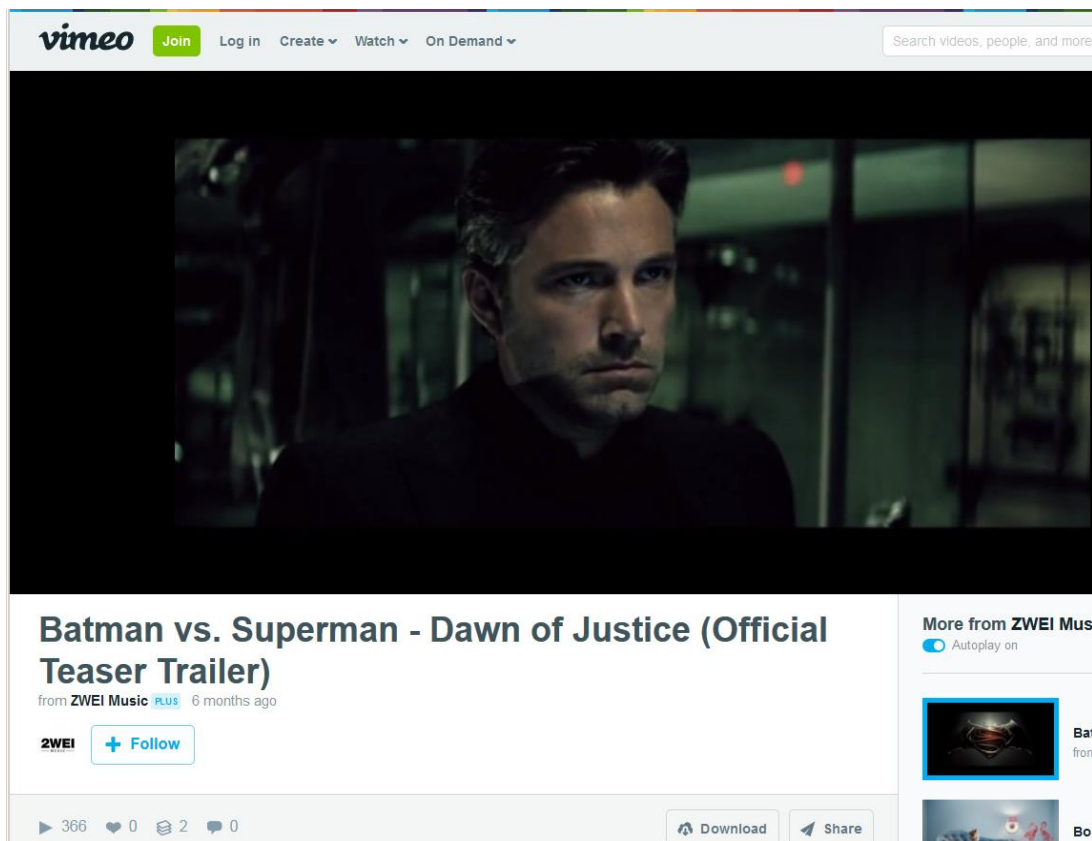 vimeo Join Log in Create Watch On Demand Search videos, people, and more
Batman vs. Superman - Dawn of Justice (Official
Teaser Trailer)
from ZWEI Music PLUS 6 months ago
2WEI
+ Follow
366 0 2 0
Download Share
More from ZWEI Mus
Autoplay on
Bat
from
Bo